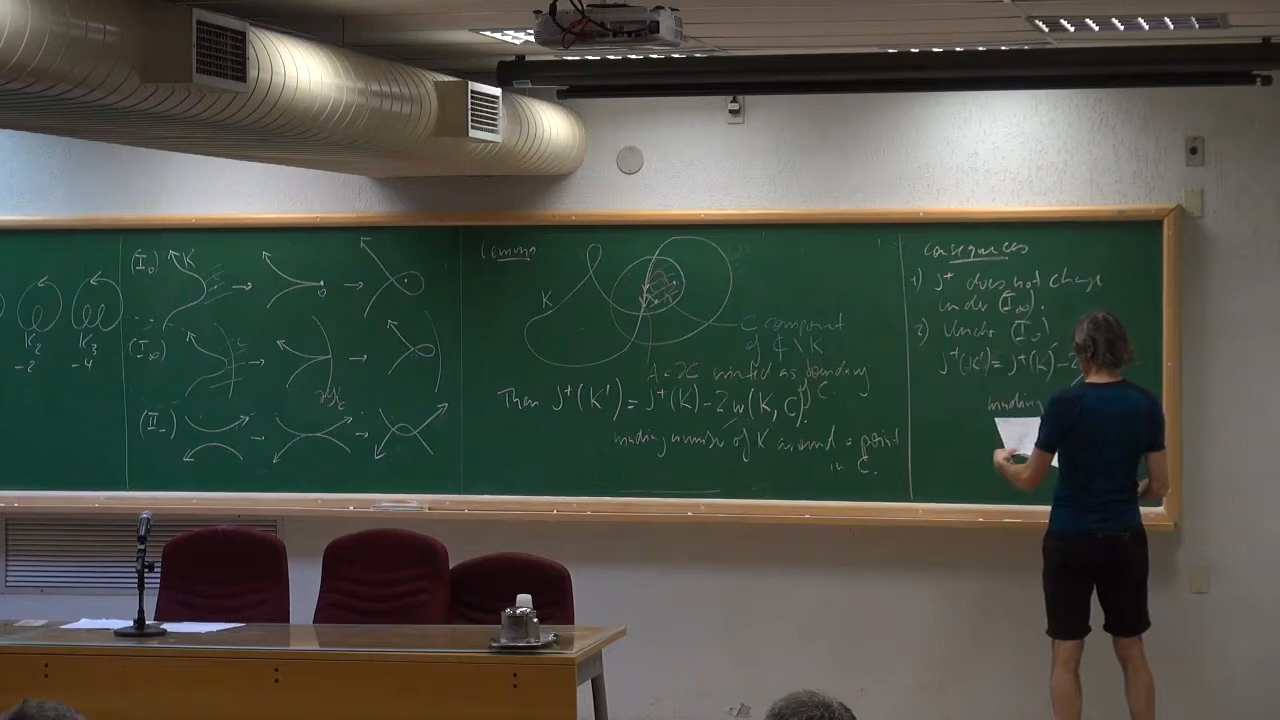 K₂
-2
K₃
-4
(I₀)
K
(I∞)
(II₋)
Lemma
K
C component
of ℂ \ K
A = ∂C oriented as boundary
C.
Then J⁺(K') = J⁺(K) - 2 w(K, C).
winding number of K around a point
in C.
Consequences
1) J⁺ does not change
under (I∞).
2) Under (I₀)
J⁺(K') = J⁺(K) - 2
winding